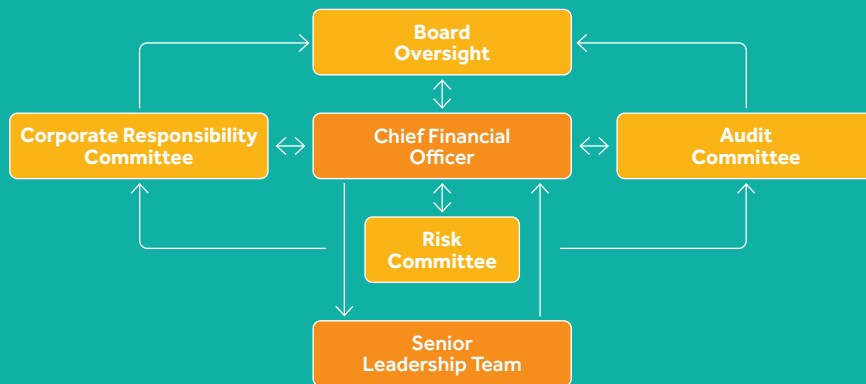 Board
Oversight
Corporate Responsibility
Committee
Chief Financial
Officer
Audit
Committee
Risk
Committee
Senior
Leadership Team